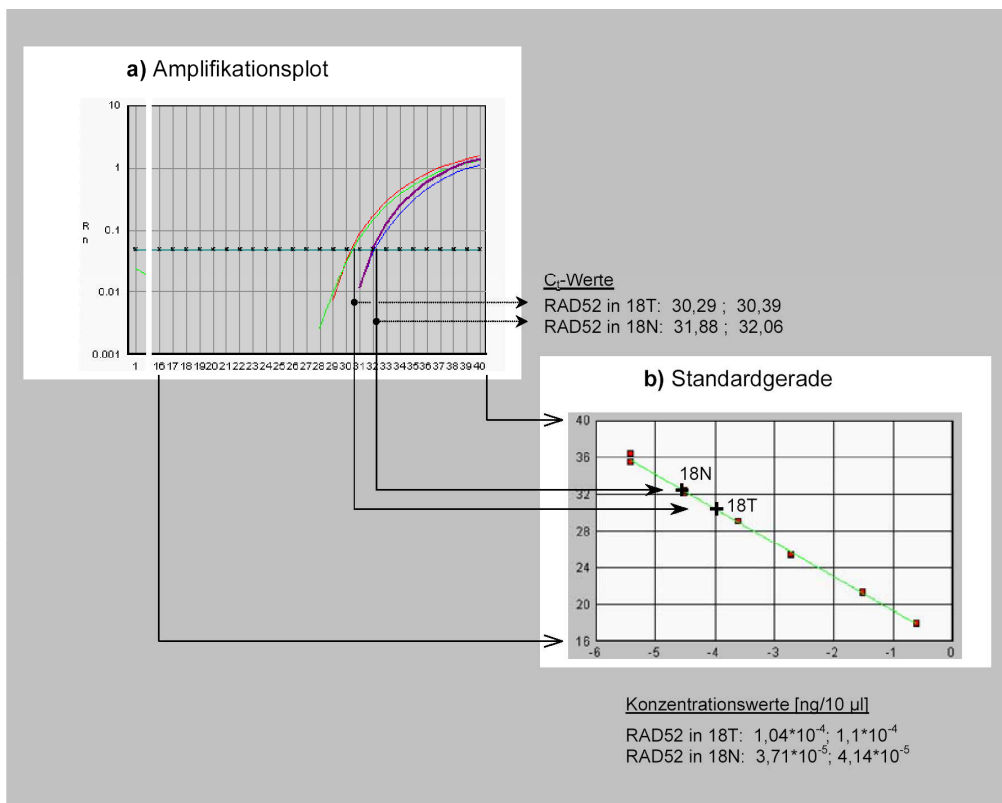 a) Amplifikationsplot
10
1
0.1
0.01
0.001
R
n
1 16 17 18 19 20 21 22 23 24 25 26 27 28 29 30 31 32 33 34 35 36 37 38 39 40
Ct-Werte
RAD52 in 18T: 30,29 ; 30,39
RAD52 in 18N: 31,88 ; 32,06
b) Standardgerade
40
36
32
28
24
20
16
18N
18T
-6 -5 -4 -3 -2 -1 0
Konzentrationswerte [ng/10 µl]
RAD52 in 18T: 1,04*10⁻⁴; 1,1*10⁻⁴
RAD52 in 18N: 3,71*10⁻⁵; 4,14*10⁻⁵